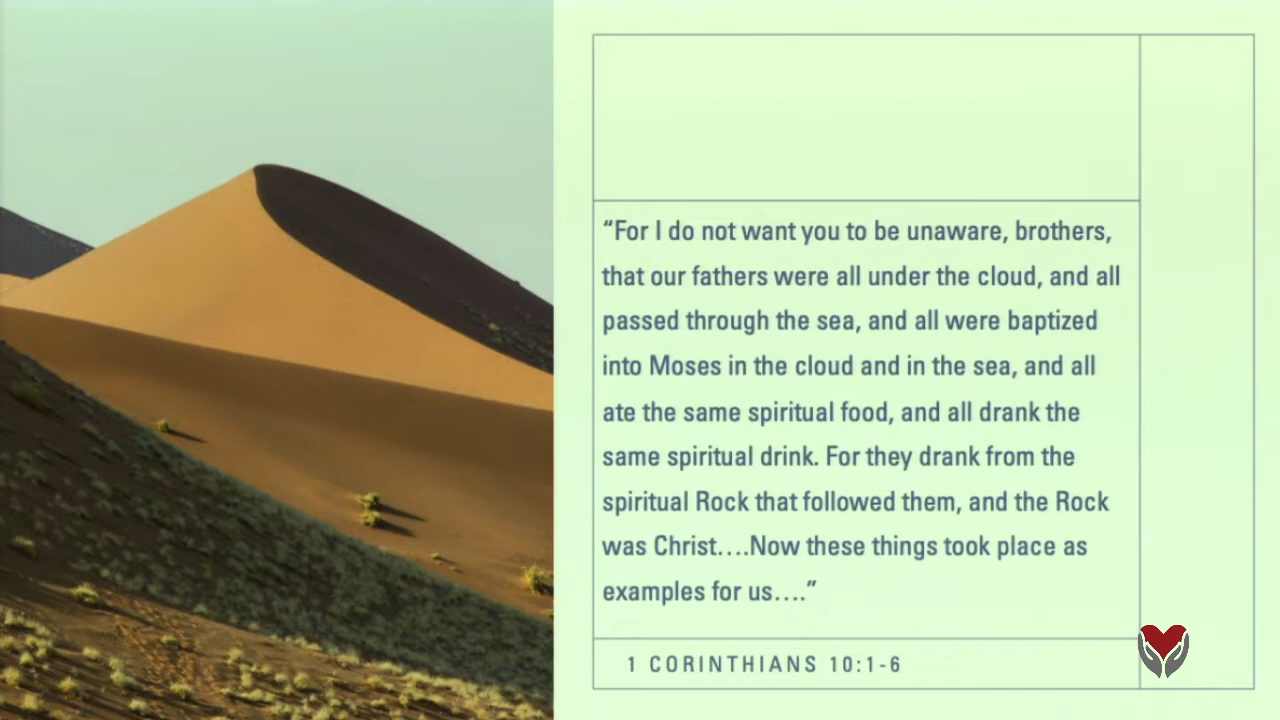 “For I do not want you to be unaware, brothers,
that our fathers were all under the cloud, and all
passed through the sea, and all were baptized
into Moses in the cloud and in the sea, and all
ate the same spiritual food, and all drank the
same spiritual drink. For they drank from the
spiritual Rock that followed them, and the Rock
was Christ....Now these things took place as
examples for us....”
1 CORINTHIANS 10:1-6